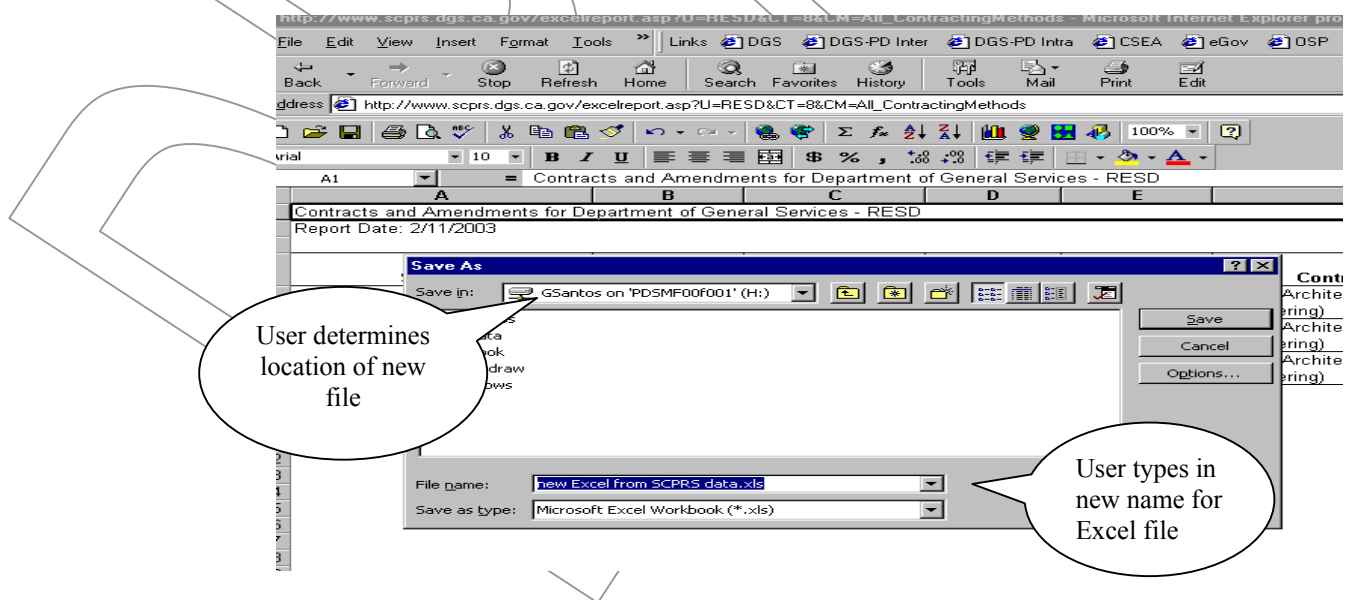 http://www.scprs.dgs.ca.gov/excelreport.asp?U=RESD&CT=8&CM=All_ContractingMethods - Microsoft Internet Explorer pro
File Edit View Insert Format Tools » Links DGS DGS-PD Inter DGS-PD Intra CSEA eGov OSP
Back Forward Stop Refresh Home Search Favorites History Tools Mail Print Edit
ddress http://www.scprs.dgs.ca.gov/excelreport.asp?U=RESD&CT=8&CM=All_ContractingMethods
100%
Arial 10 B I U $ % ,
A1 = Contracts and Amendments for Department of General Services - RESD
A B C D E
Contracts and Amendments for Department of General Services - RESD
Report Date: 2/11/2003
Save As
Contr
Save in: GSantos on 'PDSMF00f001' (H:)
Archite
ering)
Archite
ering)
Archite
ering)
ata
ook
draw
ows
Save
Cancel
Options...
User determines
location of new
file
File name: new Excel from SCPRS data.xls
Save as type: Microsoft Excel Workbook (*.xls)
User types in
new name for
Excel file